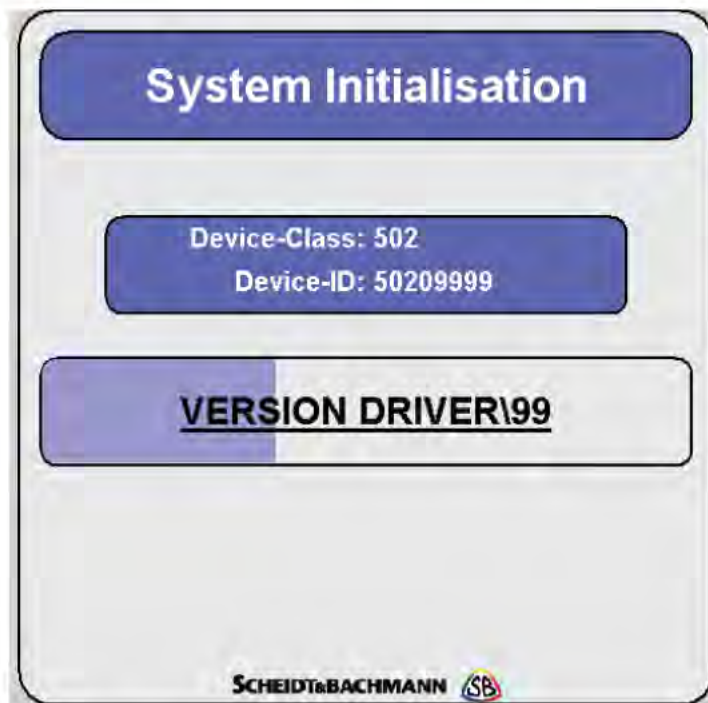 System Initialisation
Device-Class: 502
Device-ID: 50209999
VERSION DRIVER\99
SCHEIDT&BACHMANN SB